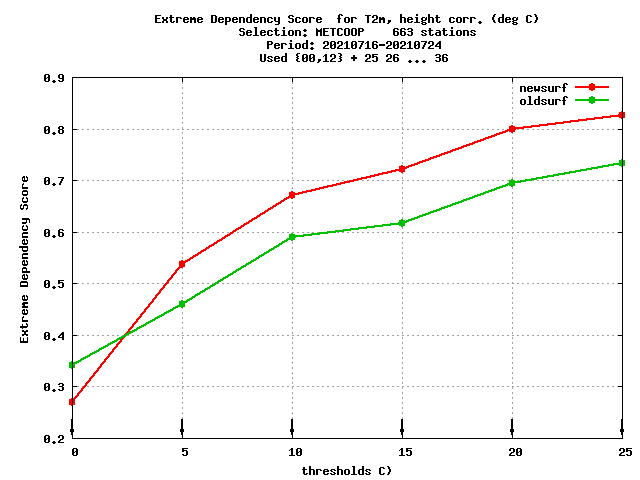 Extreme Dependency Score  for T2m, height corr. (deg C)
Selection: METCOOP    663 stations
Period: 20210716-20210724
Used {00,12} + 25 26 ... 36
newsurf
oldsurf
0.9
0.8
0.7
0.6
0.5
0.4
0.3
0.2
Extreme Dependency Score
0 5 10 15 20 25
thresholds C)